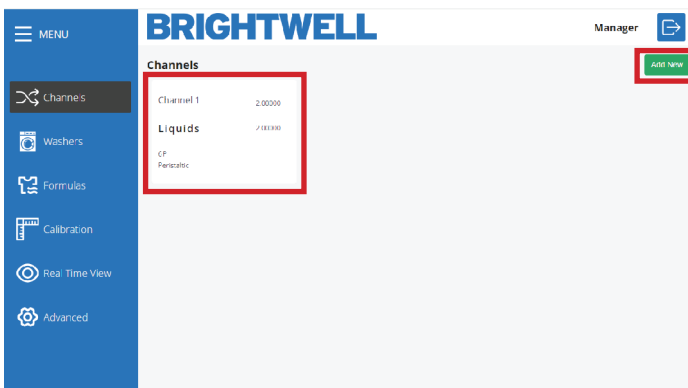 MENU
BRIGHTWELL
Manager
Channels
Add New
Channels
Channel 1 2.00000
Liquids 2.00000
CP
Peristaltic
Washers
Formulas
Calibration
Real Time View
Advanced